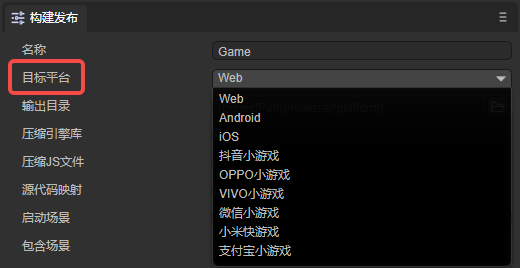 构建发布
名称
Game
目标平台
Web
输出目录
压缩引擎库
压缩JS文件
源代码映射
启动场景
包含场景
Web
Android
iOS
抖音小游戏
OPPO小游戏
VIVO小游戏
微信小游戏
小米快游戏
支付宝小游戏